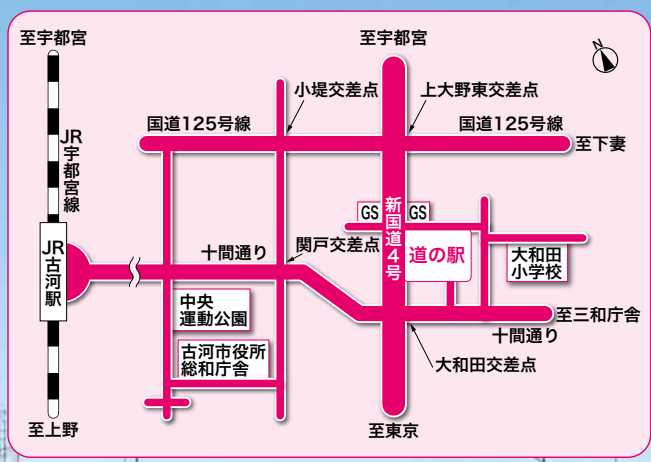 至宇都宮
至宇都宮
N
小堤交差点
上大野東交差点
国道125号線
国道125号線
至下妻
JR宇都宮線
新国道4号
GS
GS
JR古河駅
十間通り
関戸交差点
道の駅
大和田
小学校
中央
運動公園
至三和庁舎
十間通り
古河市役所
総和庁舎
大和田交差点
至上野
至東京